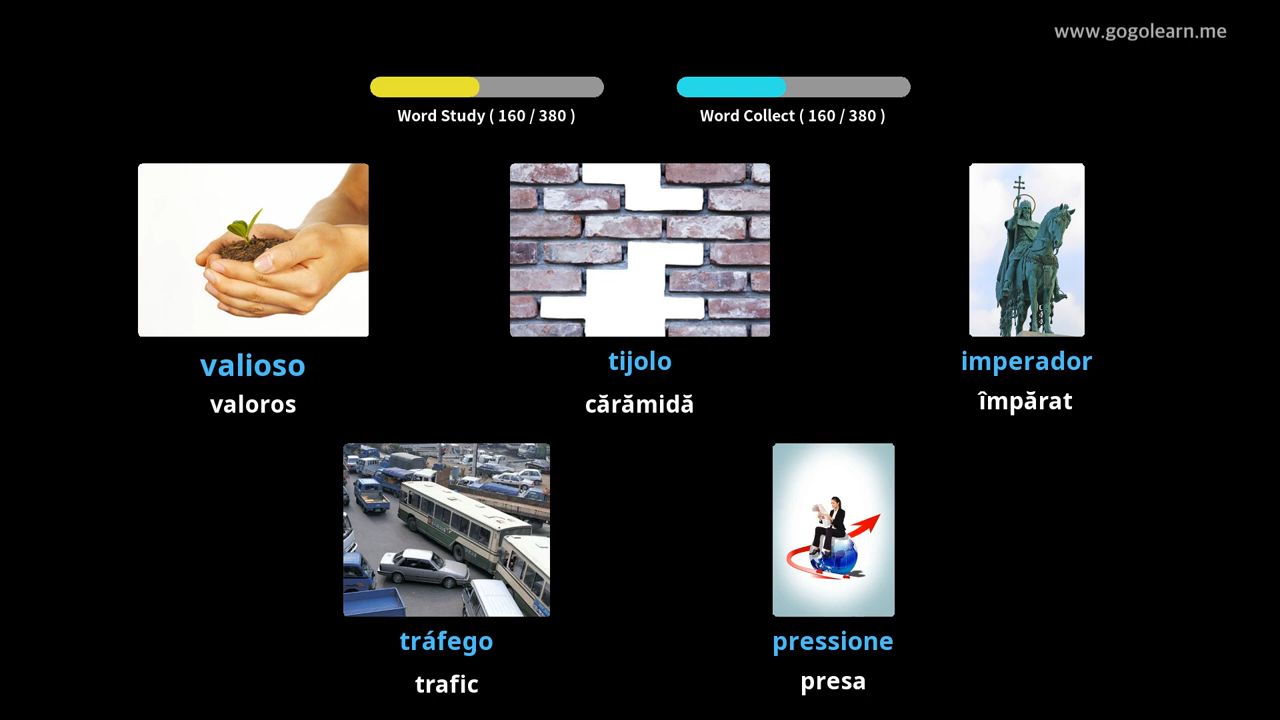 www.gogolearn.me
Word Study ( 160 / 380 )
Word Collect ( 160 / 380 )
valioso
valoros
tijolo
cărămidă
imperador
împărat
tráfego
trafic
pressione
presa